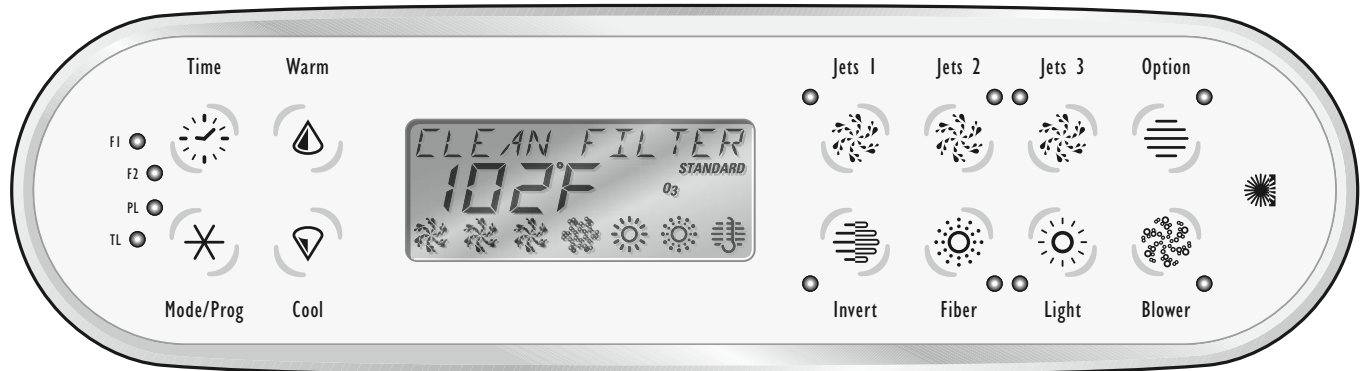 Time Warm Jets 1 Jets 2 Jets 3 Option
F1
F2
PL
TL
CLEAN FILTER
102°F STANDARD
O3
Mode/Prog Cool Invert Fiber Light Blower